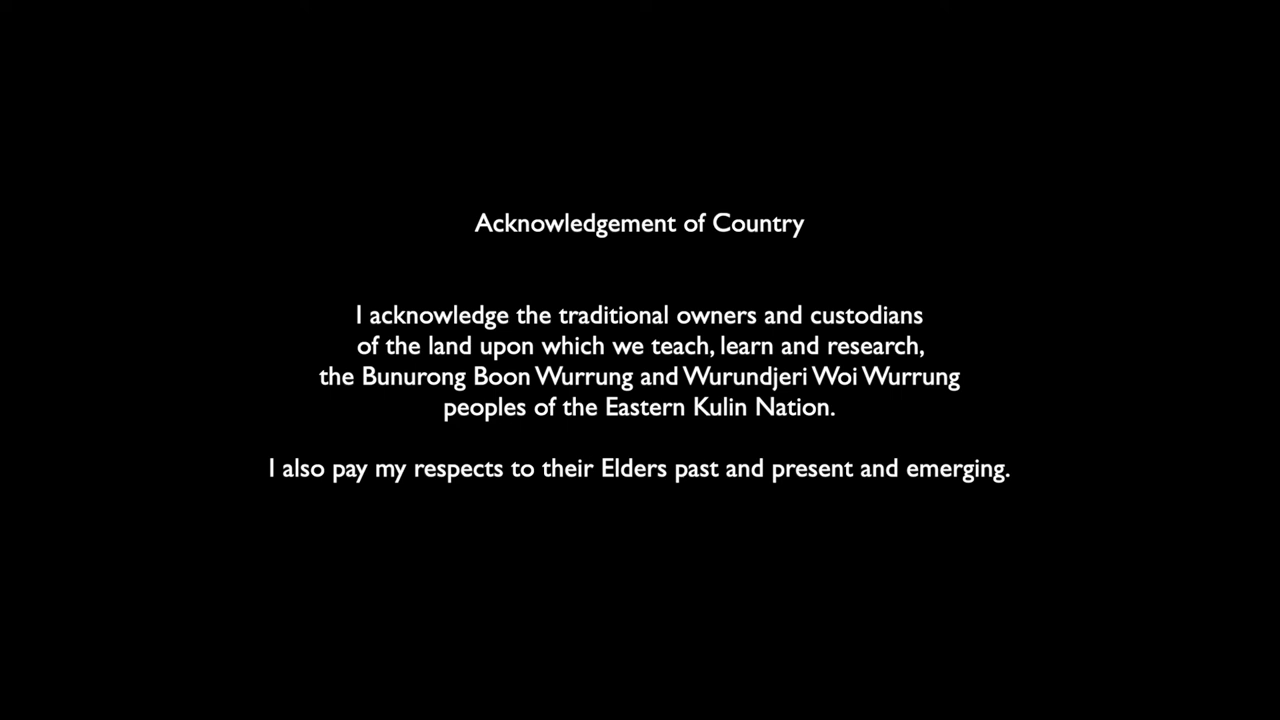 Acknowledgement of Country
I acknowledge the traditional owners and custodians
of the land upon which we teach, learn and research,
the Bunurong Boon Wurrung and Wurundjeri Woi Wurrung
peoples of the Eastern Kulin Nation.
I also pay my respects to their Elders past and present and emerging.